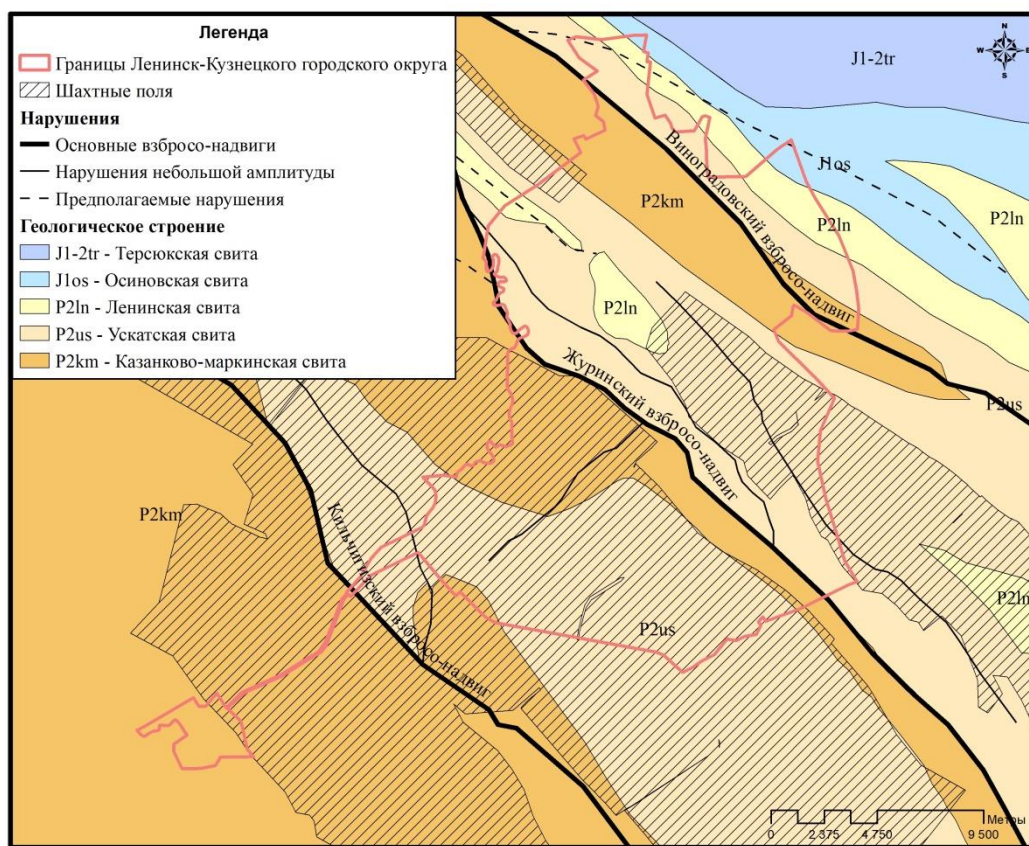 Легенда
Границы Ленинск-Кузнецкого городского округа
Шахтные поля
Нарушения
Основные взбросо-надвиги
Нарушения небольшой амплитуды
Предполагаемые нарушения
Геологическое строение
J1-2tr - Терсюкская свита
J1os - Осиновская свита
P2ln - Ленинская свита
P2us - Ускатская свита
P2km - Казанково-маркинская свита
N
W E
S
J1-2tr
J1os
Виноградовский взбросо-надвиг
P2km
P2ln
P2ln
P2ln
Журинский взбросо-надвиг
P2us
P2km
Кильчигизский взбросо-надвиг
P2ln
P2us
Метры
0 2 375 4 750 9 500